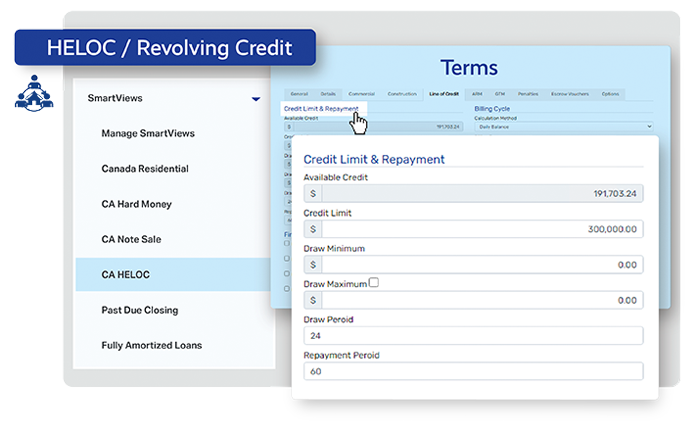 HELOC / Revolving Credit
SmartViews
Manage SmartViews
Canada Residential
CA Hard Money
CA Note Sale
CA HELOC
Past Due Closing
Fully Amortized Loans
Terms
General Details Commercial Construction Line of Credit ARM GTM Penalties Escrow Vouchers Options
Credit Limit & Repayment
Available Credit
$ 191,703.24
Billing Cycle
Calculation Method
Daily Balance
Credit Limit & Repayment
Available Credit
$ 191,703.24
Credit Limit
$ 300,000.00
Draw Minimum
$ 0.00
Draw Maximum
$ 0.00
Draw Peroid
24
Repayment Peroid
60